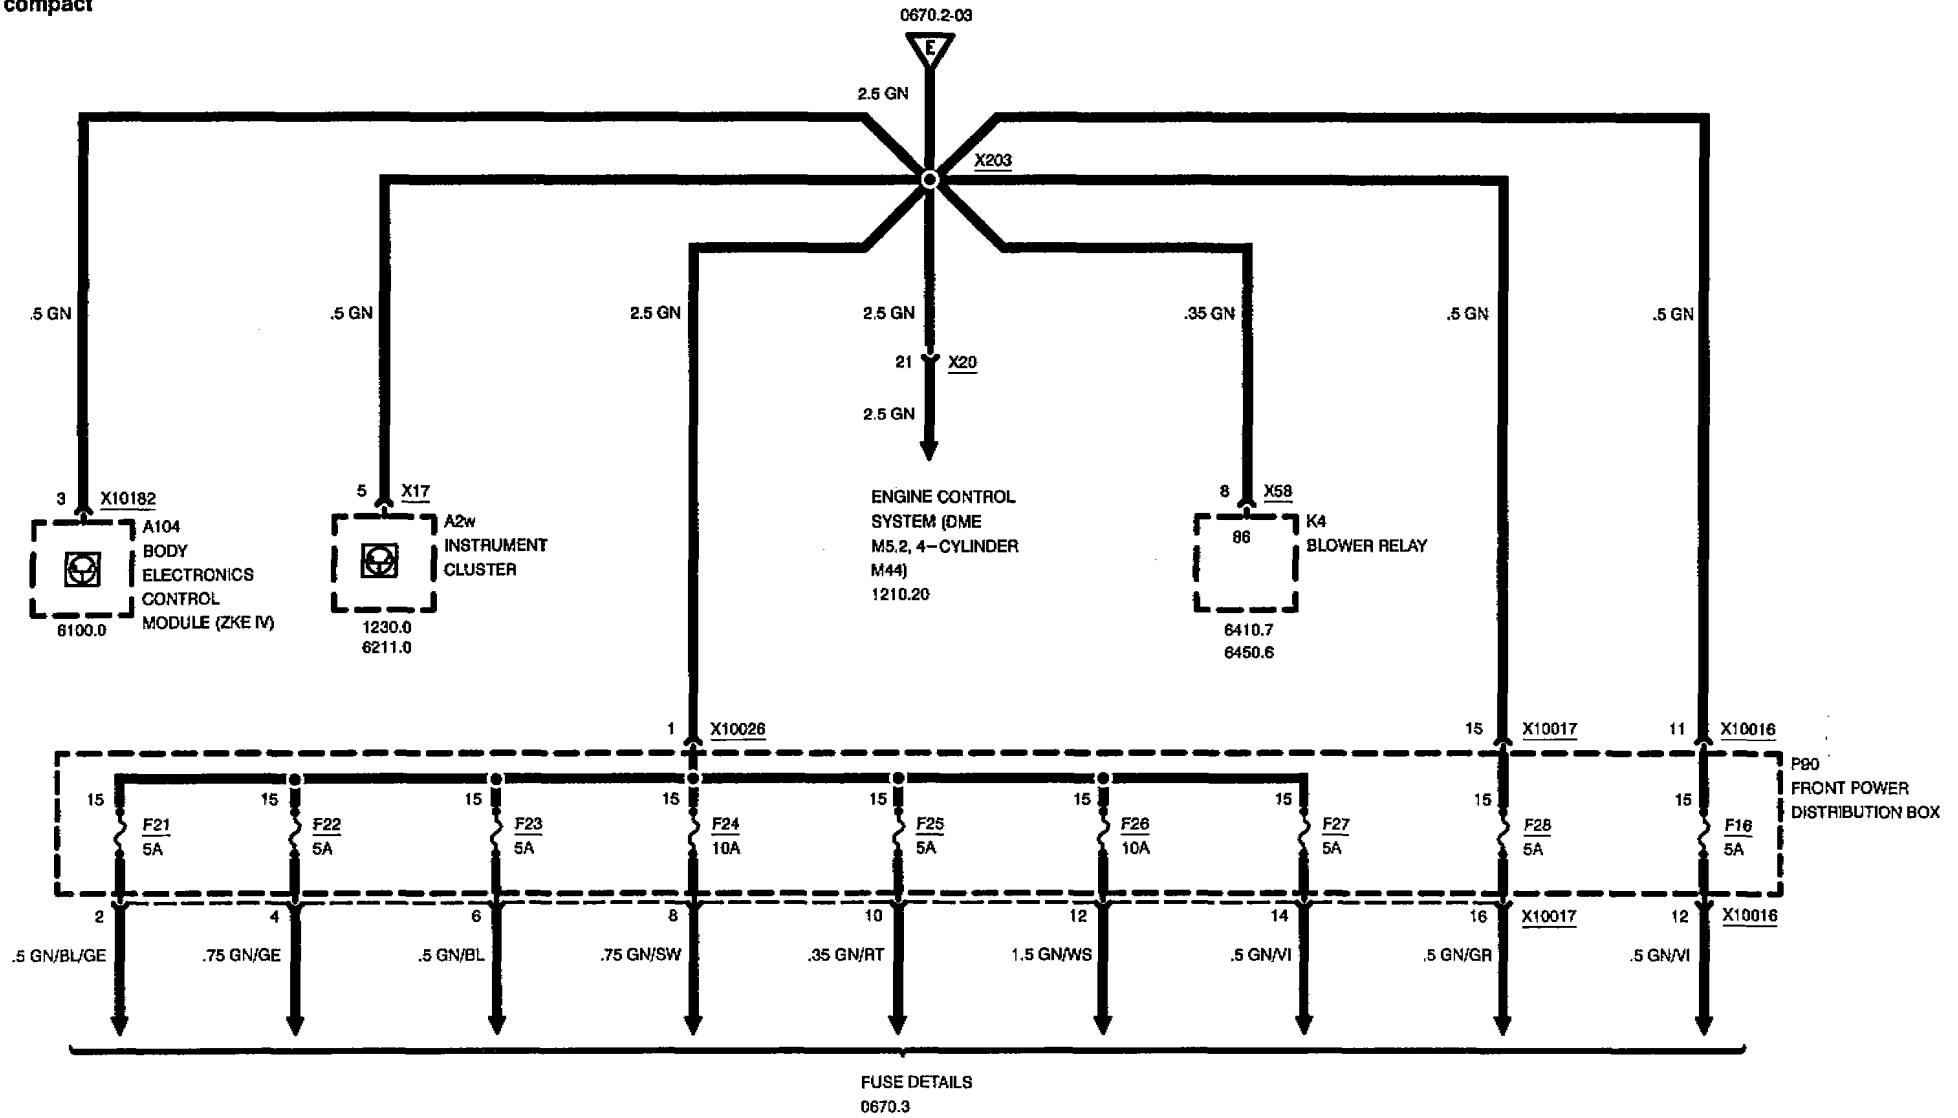 compact
0670.2-03
E
2.5 GN
X203
.5 GN
.5 GN
2.5 GN
2.5 GN
.35 GN
.5 GN
.5 GN
21 X20
2.5 GN
3 X10182
A104
BODY
ELECTRONICS
CONTROL
MODULE (ZKE IV)
6100.0
5 X17
A2w
INSTRUMENT
CLUSTER
1230.0
6211.0
ENGINE CONTROL
SYSTEM (DME
M5.2, 4-CYLINDER
M44)
1210.20
8 X58
86
K4
BLOWER RELAY
6410.7
6450.6
1 X10026
15 X10017
11 X10016
P90
FRONT POWER
DISTRIBUTION BOX
15 15 15 15 15 15 15 15 15
F21 F22 F23 F24 F25 F26 F27 F28 F16
5A 5A 5A 10A 5A 10A 5A 5A 5A
2 4 6 8 10 12 14 16 X10017 12 X10016
.5 GN/BL/GE .75 GN/GE .5 GN/BL .75 GN/SW .35 GN/RT 1.5 GN/WS .5 GN/VI .5 GN/GR .5 GN/VI
FUSE DETAILS
0670.3